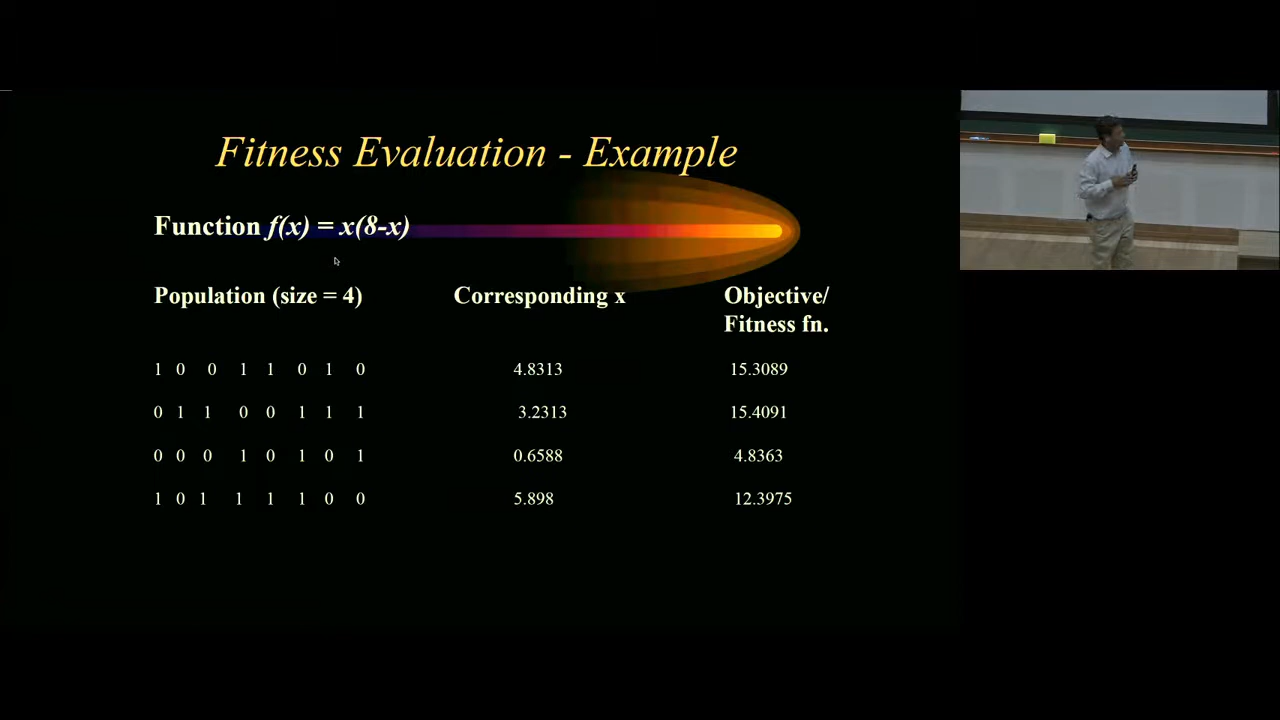 Fitness Evaluation - Example
Function f(x) = x(8-x)
Population (size = 4) Corresponding x Objective/
Fitness fn.
1 0 0 1 1 0 1 0 4.8313 15.3089
0 1 1 0 0 1 1 1 3.2313 15.4091
0 0 0 1 0 1 0 1 0.6588 4.8363
1 0 1 1 1 1 0 0 5.898 12.3975